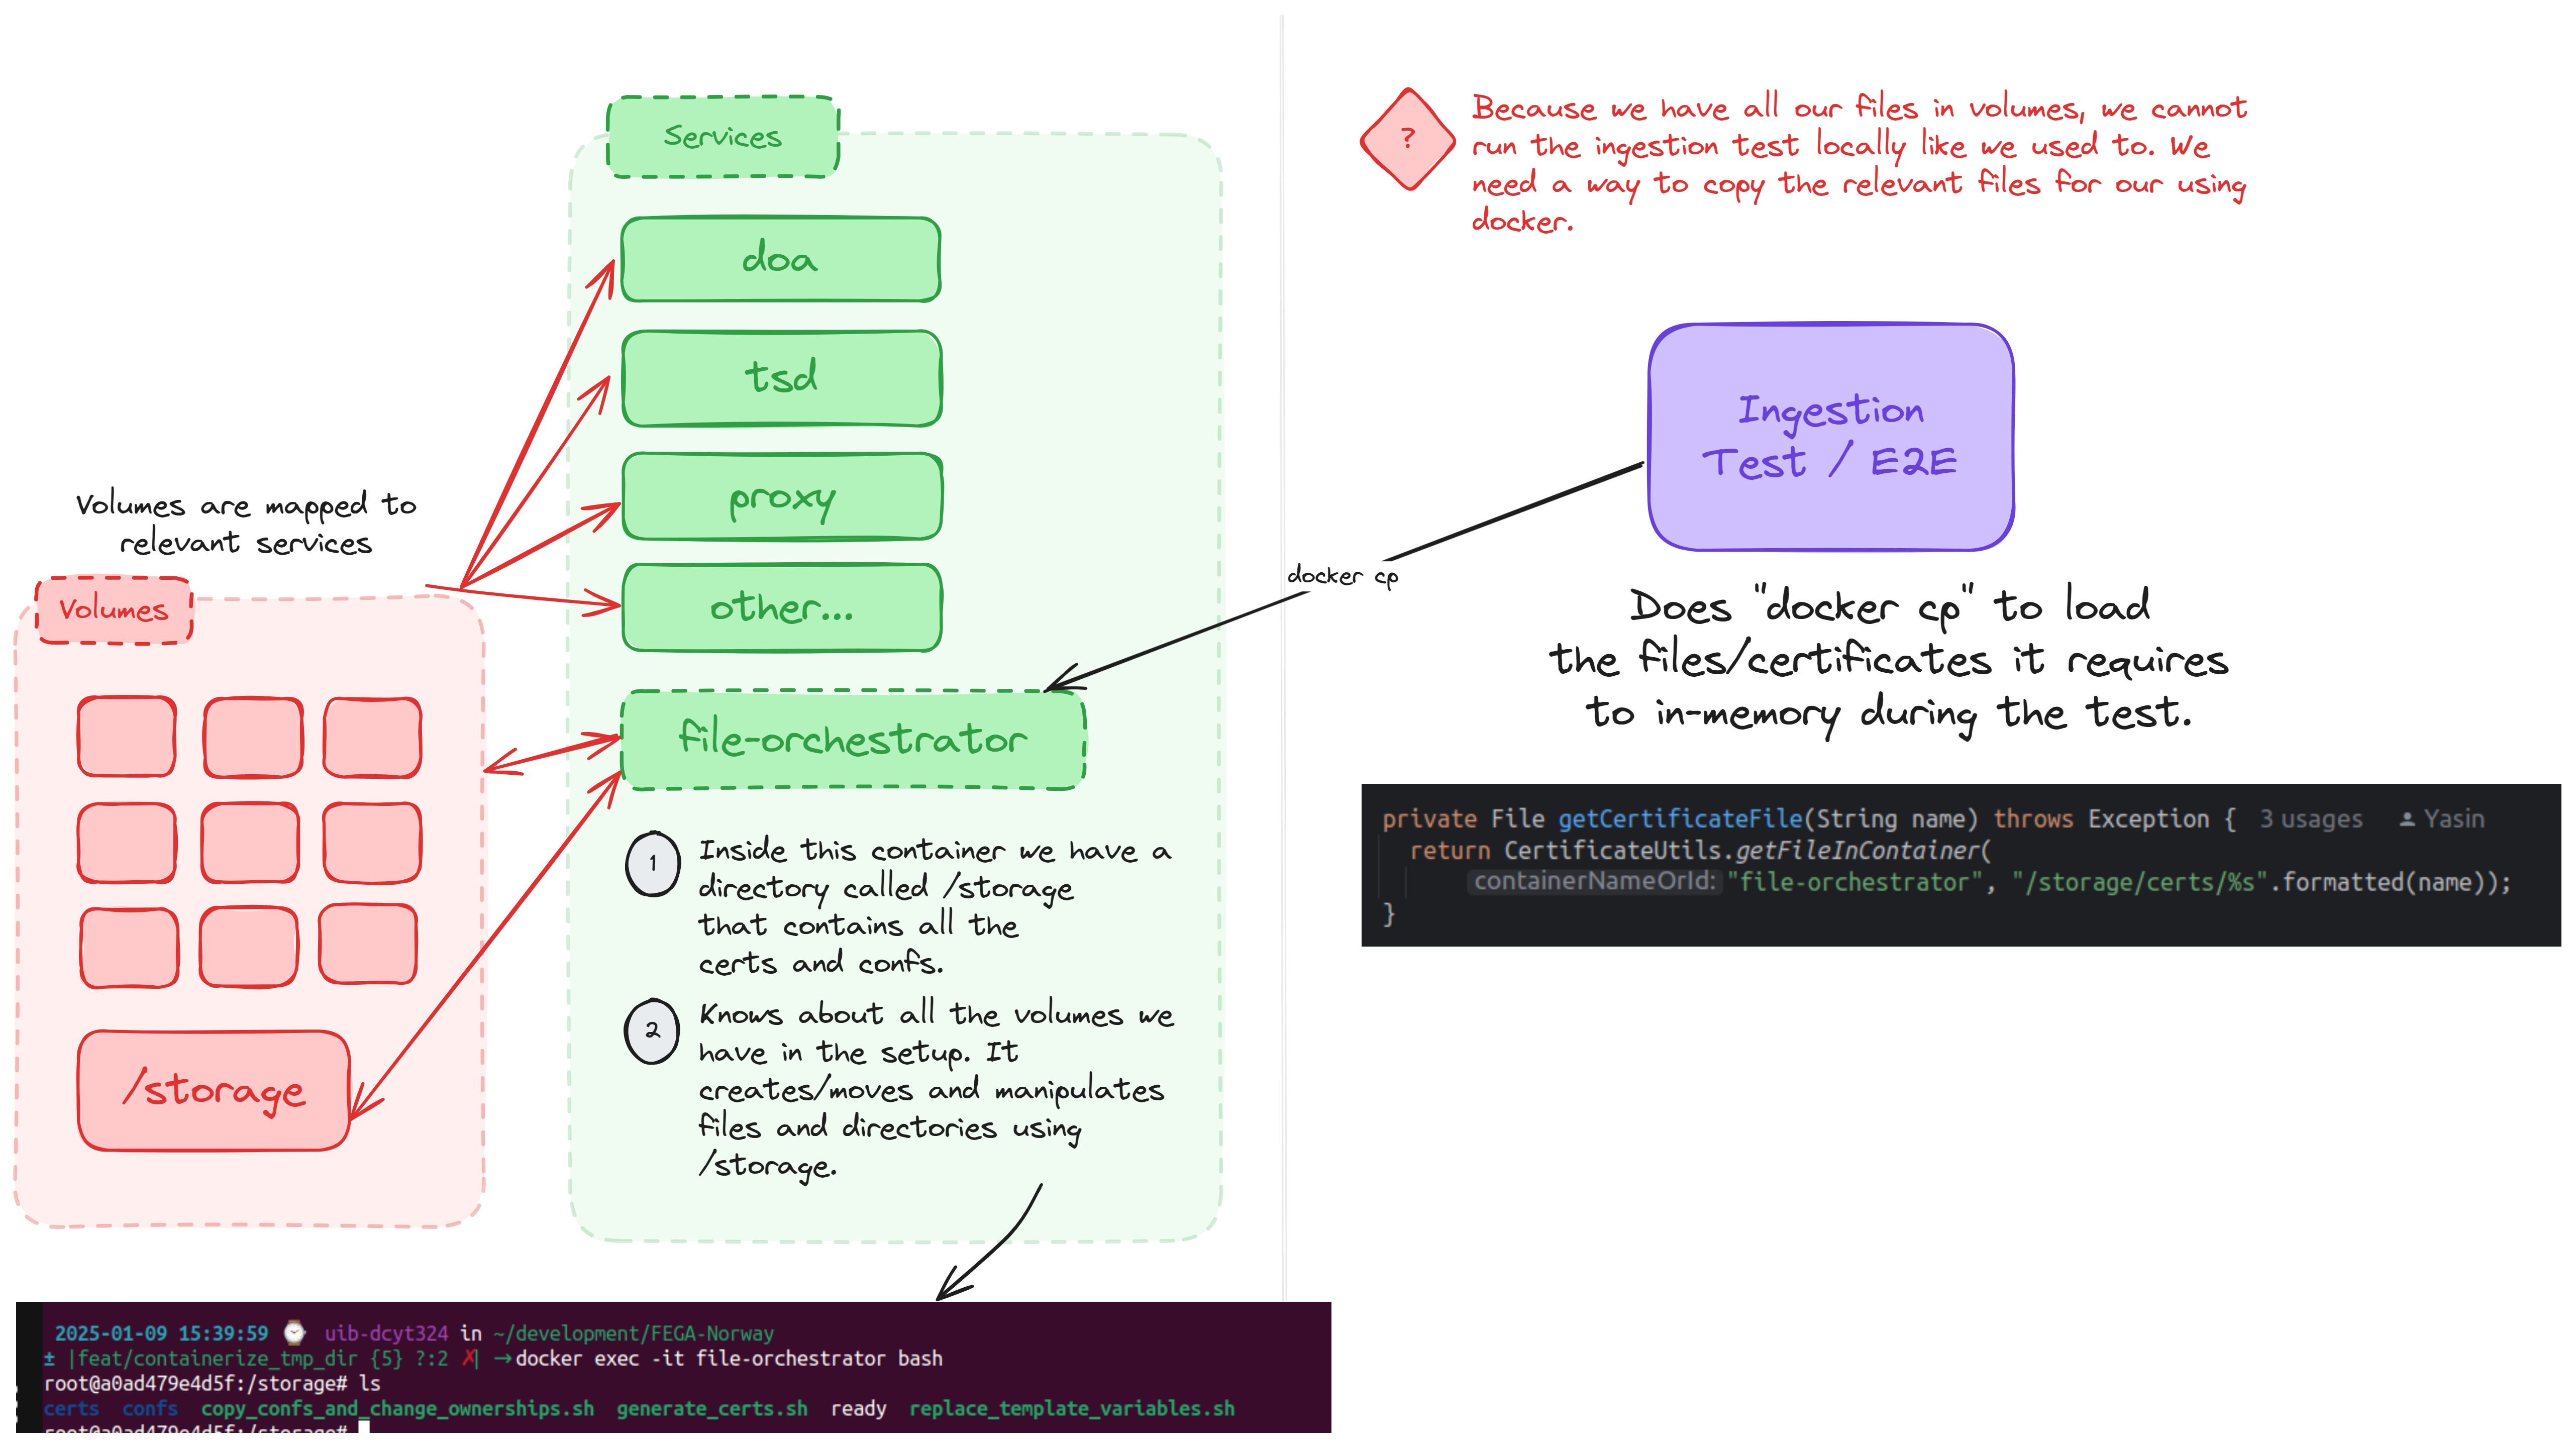 Services
doa
tsd
proxy
other...
file-orchestrator
1
Inside this container we have a
directory called /storage
that contains all the
certs and confs.
2
Knows about all the volumes we
have in the setup. It
creates/moves and manipulates
files and directories using
/storage.
Volumes are mapped to
relevant services
Volumes
/storage
2025-01-09 15:39:59 ⌚ uib-dcyt324 in ~/development/FEGA-Norway
± |feat/containerize_tmp_dir {5} ?:2 ✗| →docker exec -it file-orchestrator bash
root@a0ad479e4d5f:/storage# ls
certs confs copy_confs_and_change_ownerships.sh generate_certs.sh ready replace_template_variables.sh
root@a0ad479e4d5f:/storage#
?
Because we have all our files in volumes, we cannot
run the ingestion test locally like we used to. We
need a way to copy the relevant files for our using
docker.
Ingestion
Test / E2E
docker cp
Does "docker cp" to load
the files/certificates it requires
to in-memory during the test.
private File getCertificateFile(String name) throws Exception { 3 usages Yasin
return CertificateUtils.getFileInContainer(
containerNameOrId: "file-orchestrator", "/storage/certs/%s".formatted(name));
}